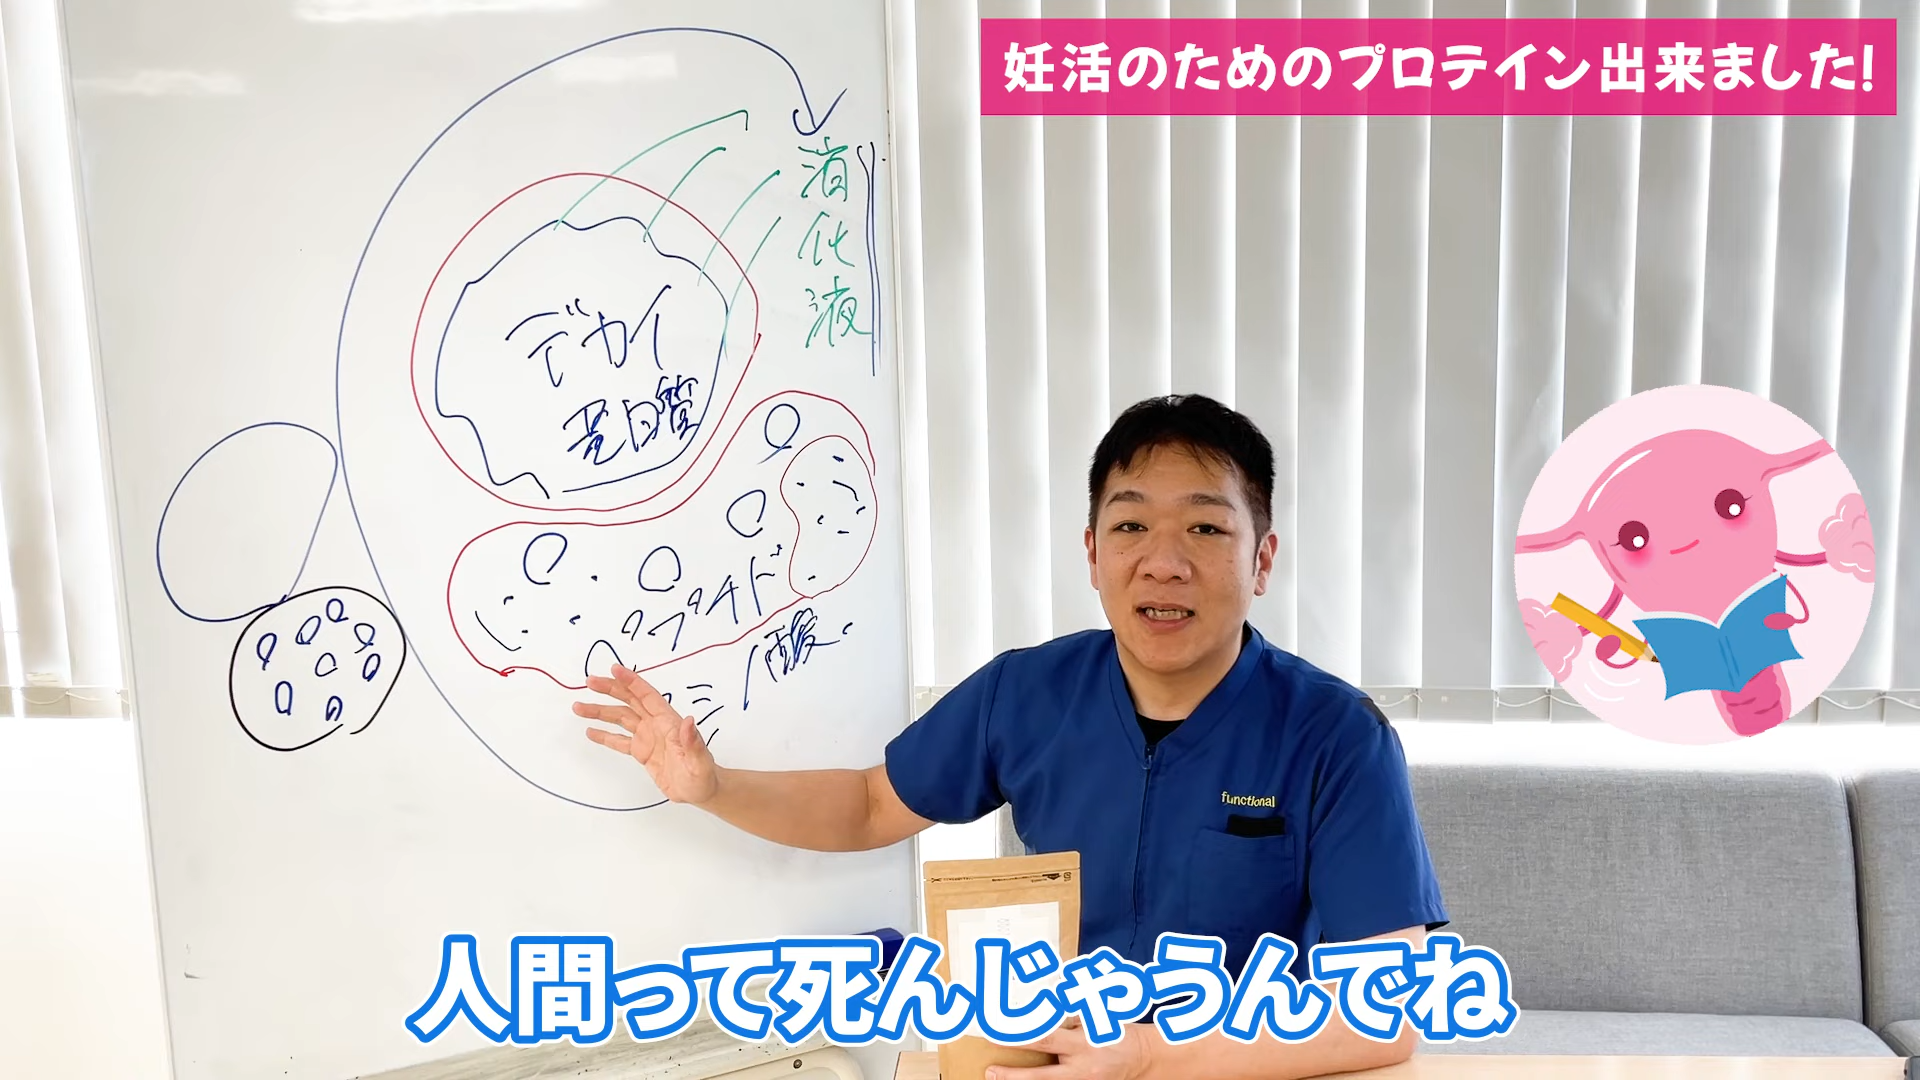 妊活のためのプロテイン出来ました!
消化液
デカイ
蛋白質
ペプチド
アミノ酸
functional
人間って死んじゃうんでね